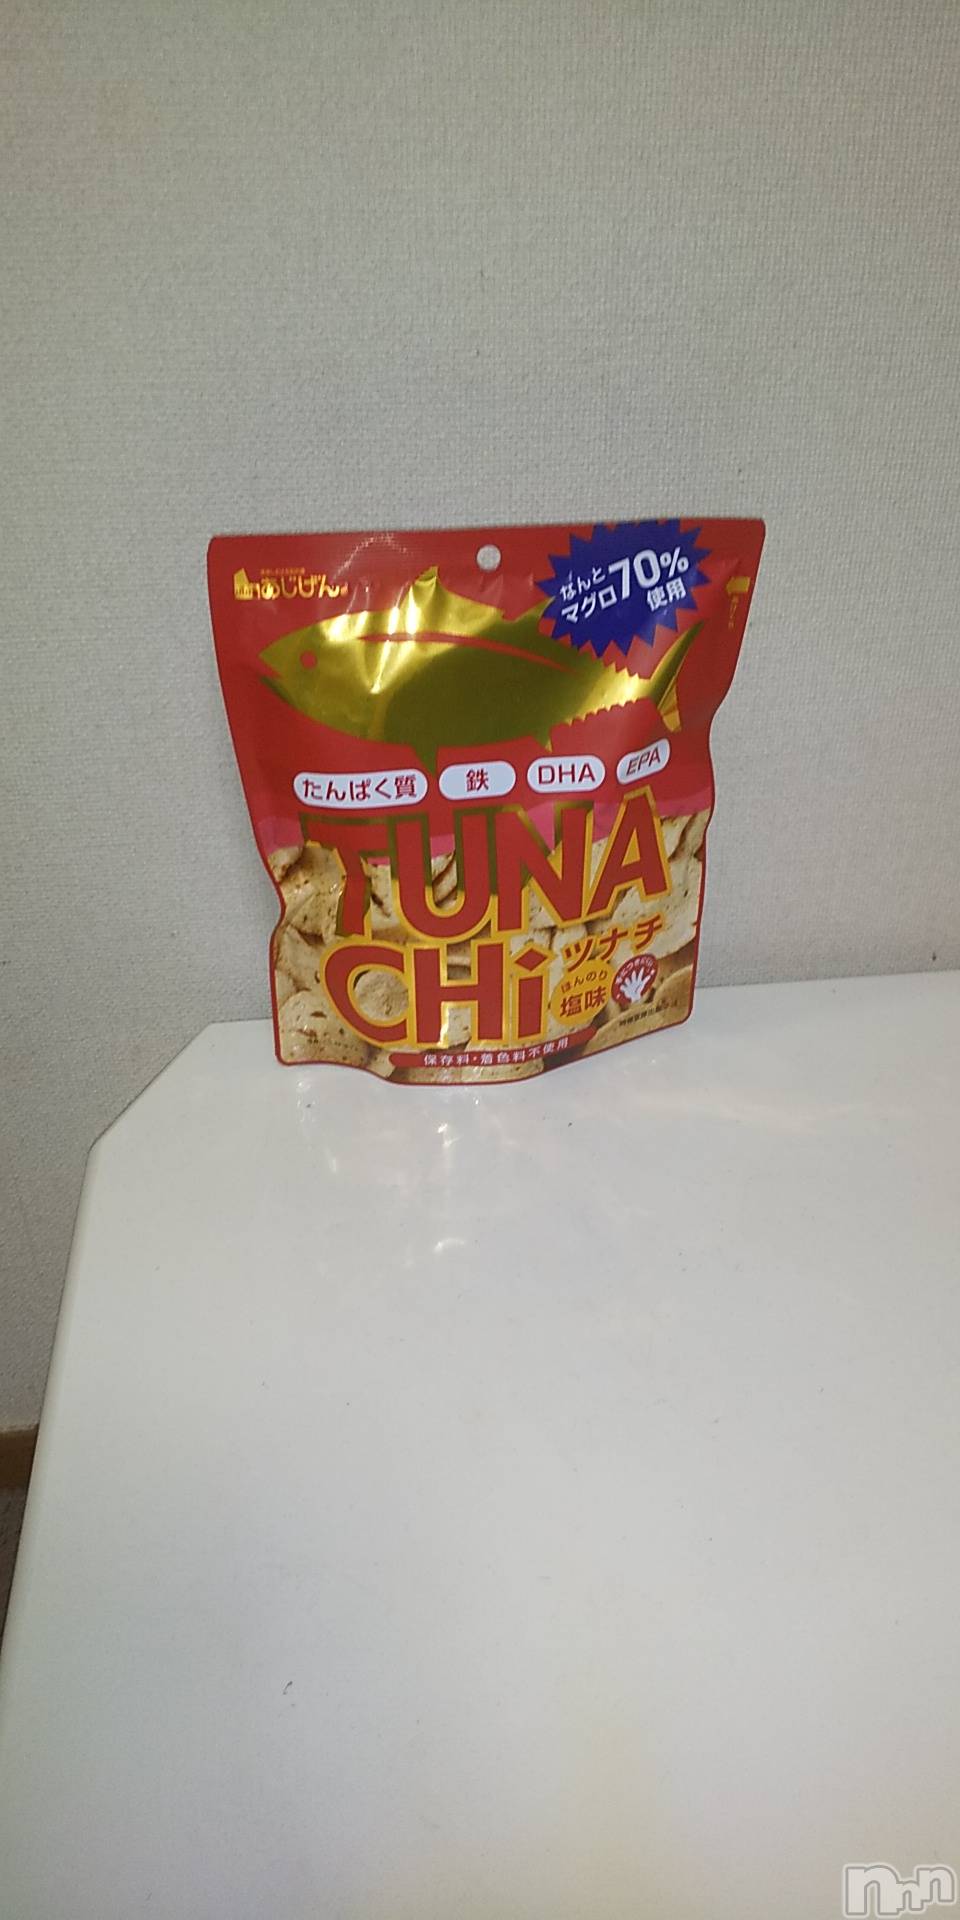 あじげん
なんと
マグロ70%
使用
たんぱく質 鉄 DHA EPA
TUNA
CHi
ツナチ
ほんのり
塩味
保存料・着色料不使用
nnn